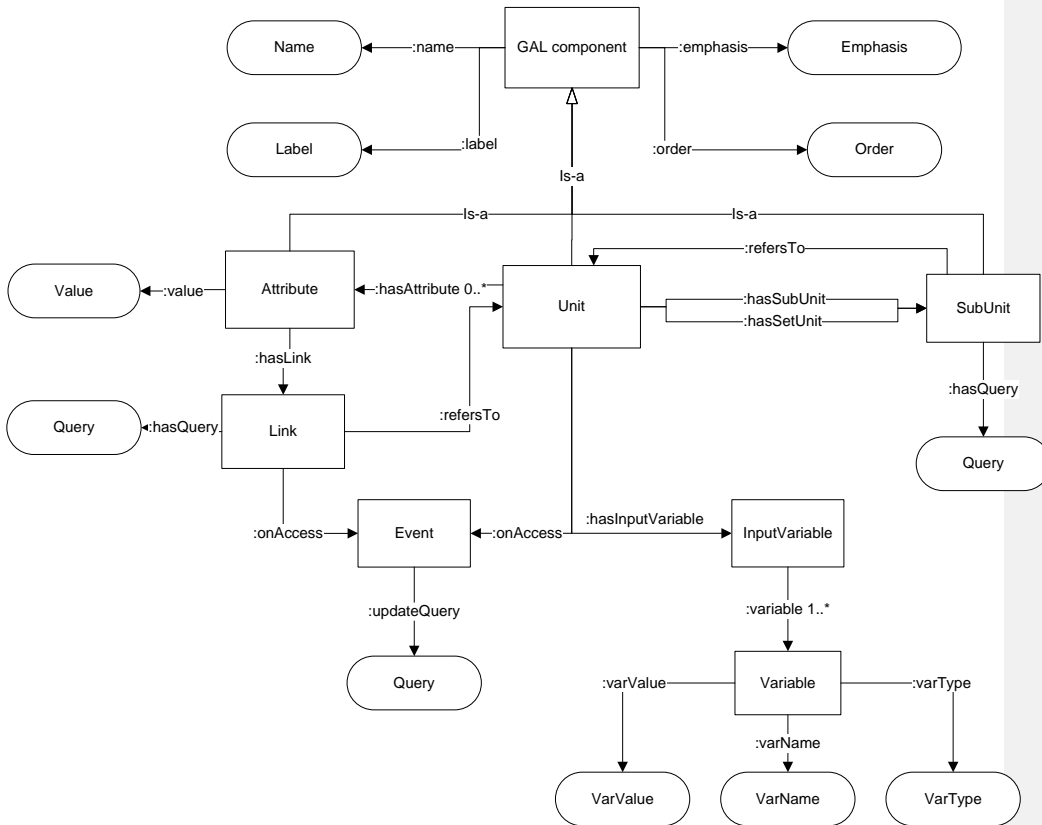 Name
:name
GAL component
:emphasis
Emphasis
Label
:label
:order
Order
Is-a
Is-a
Is-a
:refersTo
Value
:value
Attribute
:hasAttribute 0..*
Unit
:hasSubUnit
:hasSetUnit
SubUnit
:hasLink
:hasQuery
Query
:hasQuery
Link
:refersTo
Query
:onAccess
Event
:onAccess
:hasInputVariable
InputVariable
:updateQuery
:variable 1..*
Query
:varValue
Variable
:varType
:varName
VarValue
VarName
VarType